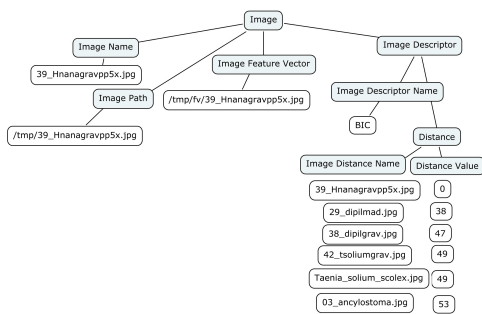 Image
Image Name
Image Descriptor
39_Hnanagravpp5x.jpg
Image Feature Vector
Image Path
/tmp/fv/39_Hnanagravpp5x.jpg
Image Descriptor Name
/tmp/39_Hnanagravpp5x.jpg
BIC
Distance
Image Distance Name
Distance Value
39_Hnanagravpp5x.jpg 0
29_dipilmad.jpg 38
38_dipilgrav.jpg 47
42_tsoliumgrav.jpg 49
Taenia_solium_scolex.jpg 49
03_ancylostoma.jpg 53